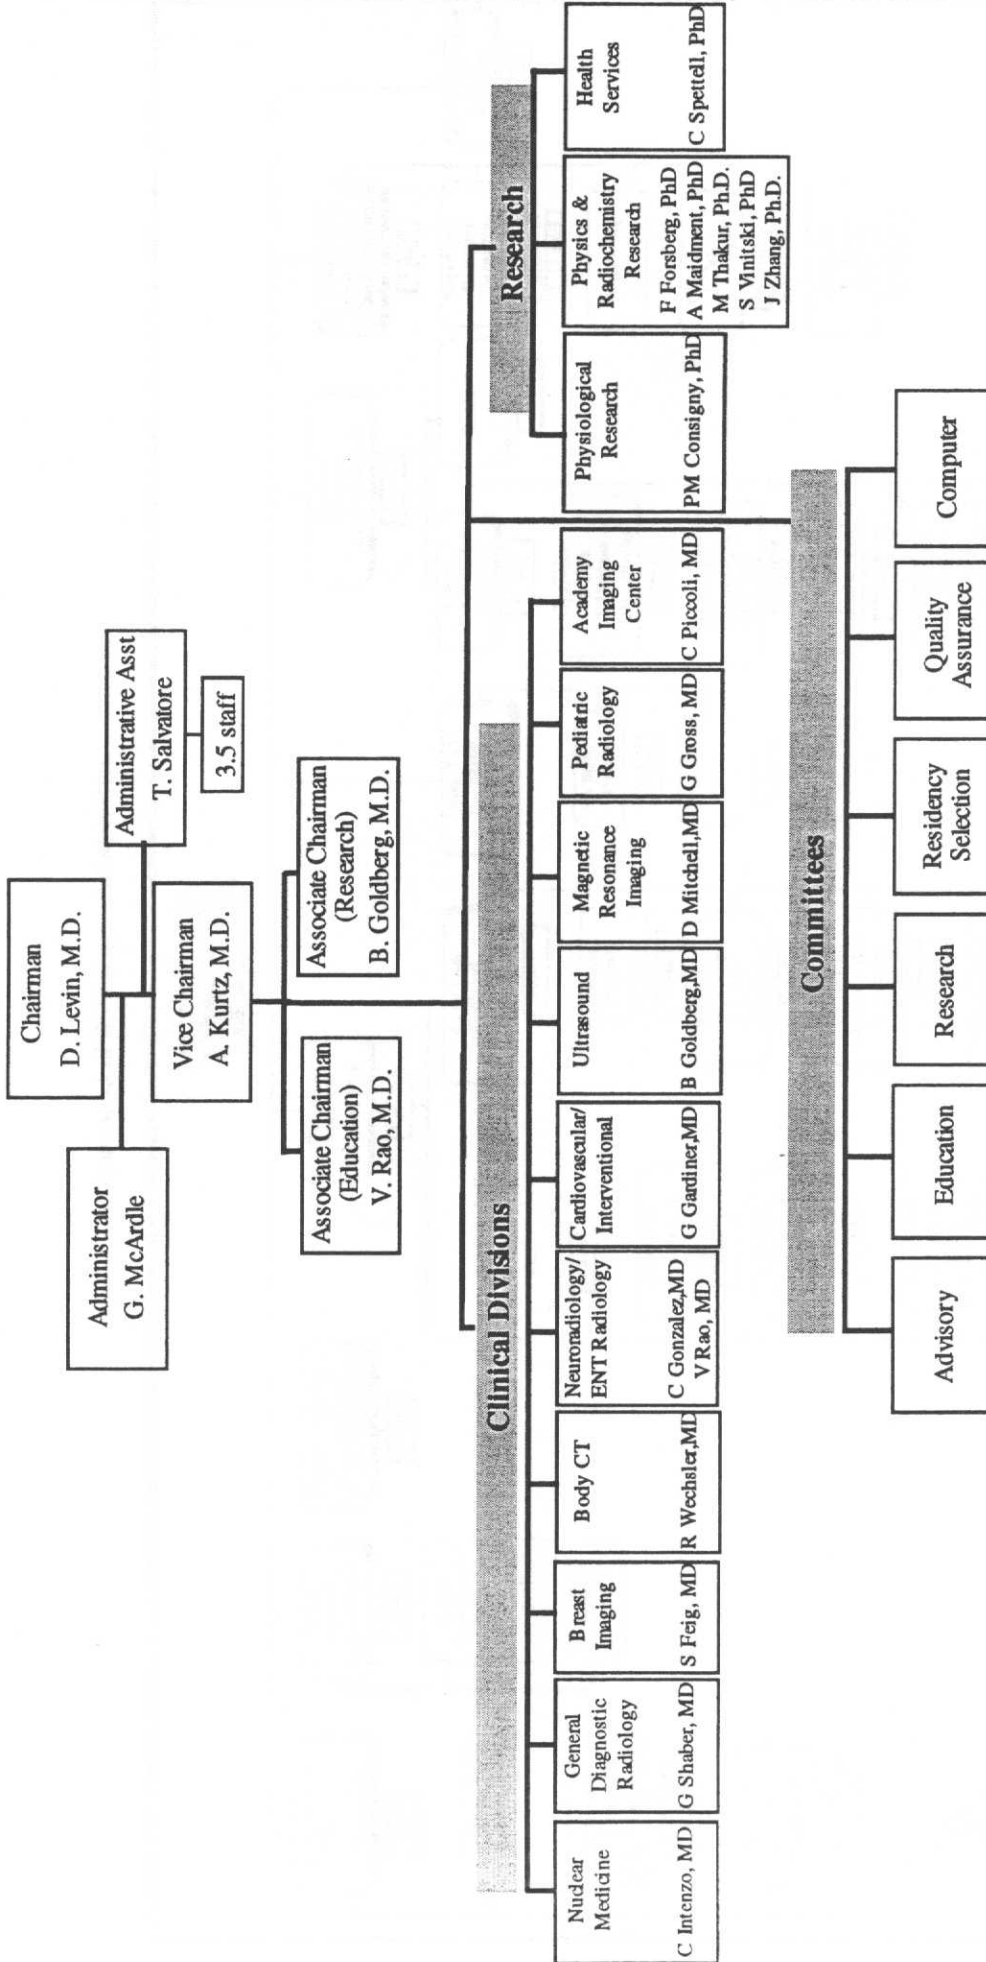 Chairman
D. Levin, M.D.
Administrator
G. McArdle
Administrative Asst
T. Salvatore
3.5 staff
Vice Chairman
A. Kurtz, M.D.
Associate Chairman
(Education)
V. Rao, M.D.
Associate Chairman
(Research)
B. Goldberg, M.D.
Clinical Divisions
Nuclear
Medicine
C Intenzo, MD
General
Diagnostic
Radiology
G Shaber, MD
Breast
Imaging
S Feig, MD
Body CT
R Wechsler,MD
Neuroradiology/
ENT Radiology
C Gonzalez,MD
V Rao, MD
Cardiovascular/
Interventional
G Gardiner,MD
Ultrasound
B Goldberg,MD
Magnetic
Resonance
Imaging
D Mitchell,MD
Pediatric
Radiology
G Gross, MD
Academy
Imaging
Center
C Piccoli, MD
Research
Physiological
Research
PM Consigny, PhD
Physics &
Radiochemistry
Research
F Forsberg, PhD
A Maidment, PhD
M Thakur, Ph.D.
S Vinitski, PhD
J Zhang, Ph.D.
Health
Services
C Spettell, PhD
Committees
Advisory
Education
Research
Residency
Selection
Quality
Assurance
Computer